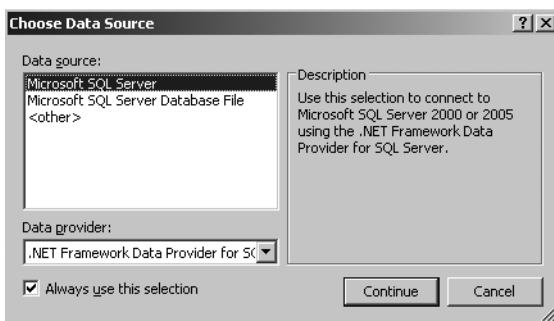 Choose Data Source
Data source:
Microsoft SQL Server
Microsoft SQL Server Database File
<other>
Description
Use this selection to connect to
Microsoft SQL Server 2000 or 2005
using the .NET Framework Data
Provider for SQL Server.
Data provider:
.NET Framework Data Provider for S
Always use this selection
Continue
Cancel